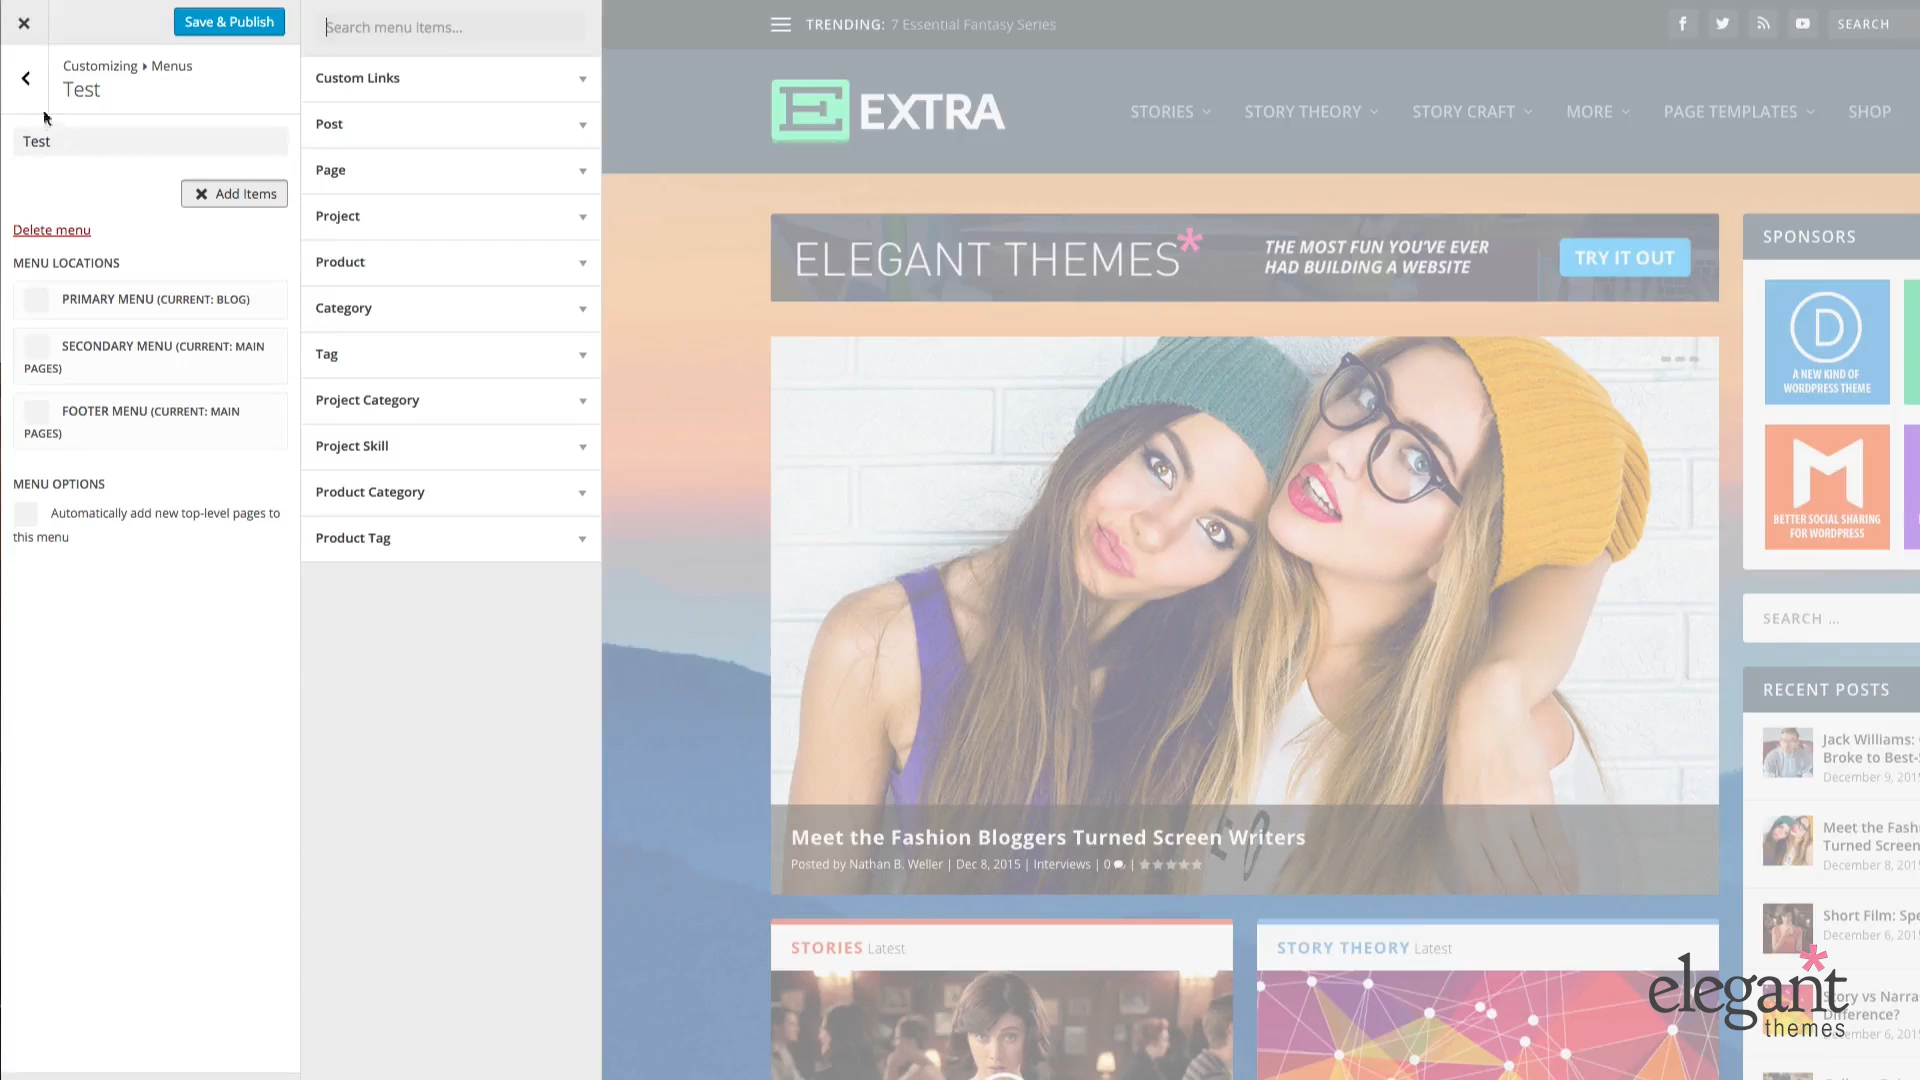 Save & Publish
Customizing ▸ Menus
Test
Test
Add Items
Delete menu
MENU LOCATIONS
PRIMARY MENU (CURRENT: BLOG)
SECONDARY MENU (CURRENT: MAIN
PAGES)
FOOTER MENU (CURRENT: MAIN
PAGES)
MENU OPTIONS
Automatically add new top-level pages to
this menu
Search menu items...
Custom Links
Post
Page
Project
Product
Category
Tag
Project Category
Project Skill
Product Category
Product Tag
TRENDING: 7 Essential Fantasy Series
SEARCH
EXTRA
STORIES
STORY THEORY
STORY CRAFT
MORE
PAGE TEMPLATES
SHOP
ELEGANT THEMES*
THE MOST FUN YOU'VE EVER
HAD BUILDING A WEBSITE
TRY IT OUT
Meet the Fashion Bloggers Turned Screen Writers
Posted by Nathan B. Weller | Dec 8, 2015 | Interviews | 0 |
STORIES Latest
STORY THEORY Latest
SPONSORS
D
A NEW KIND OF
WORDPRESS THEME
M
BETTER SOCIAL SHARING
FOR WORDPRESS
SEARCH ...
RECENT POSTS
Jack Williams:
Broke to Best-
December 9, 201
Meet the Fash
Turned Screen
December 8, 201
Short Film: Spe
December 6, 201
Story vs Narra
Difference?
December 6, 201
elegant
themes